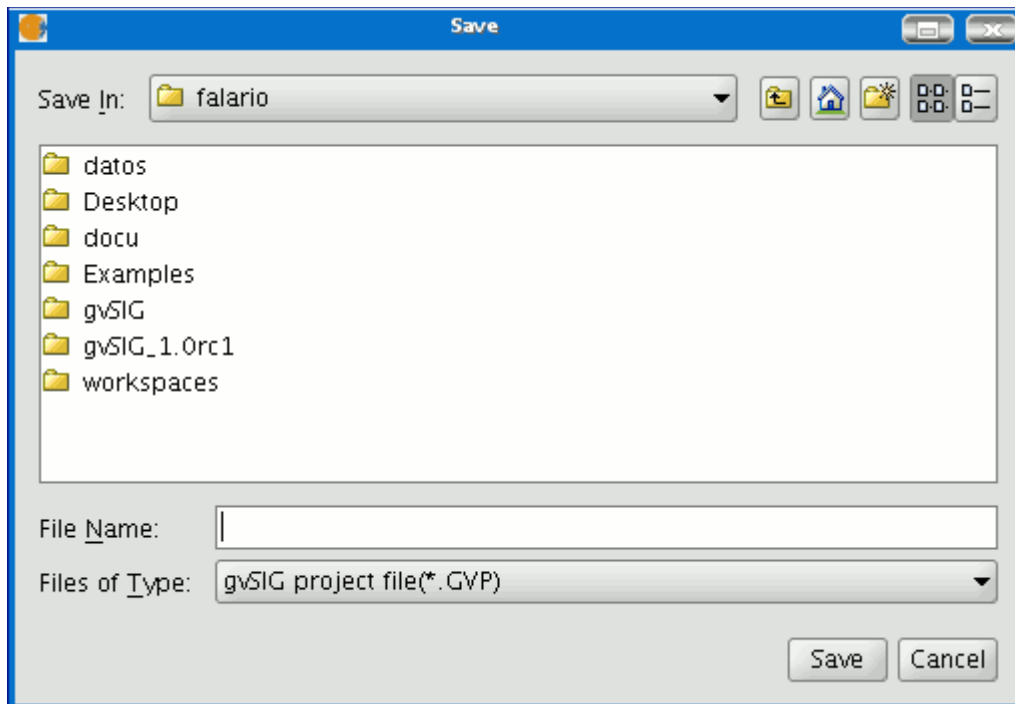 Save
Save In: falario
datos
Desktop
docu
Examples
gvSIG
gvSIG_1.0rc1
workspaces
File Name:
Files of Type: gvSIG project file(*.GVP)
Save Cancel